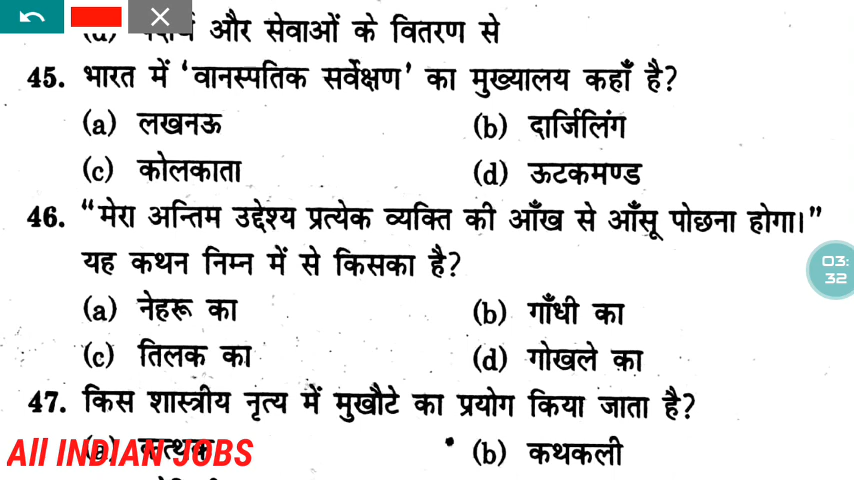 और सेवाओं के वितरण से
45. भारत में ‘वानस्पतिक सर्वेक्षण’ का मुख्यालय कहाँ है?
(a) लखनऊ (b) दार्जिलिंग
(c) कोलकाता (d) ऊटकमण्ड
46. “मेरा अन्तिम उद्देश्य प्रत्येक व्यक्ति की आँख से आँसू पोछना होगा।”
यह कथन निम्न में से किसका है?
03:
32
(a) नेहरू का (b) गाँधी का
(c) तिलक का (d) गोखले का
47. किस शास्त्रीय नृत्य में मुखौटे का प्रयोग किया जाता है?
All INDIAN JOBS
(b) कथकली